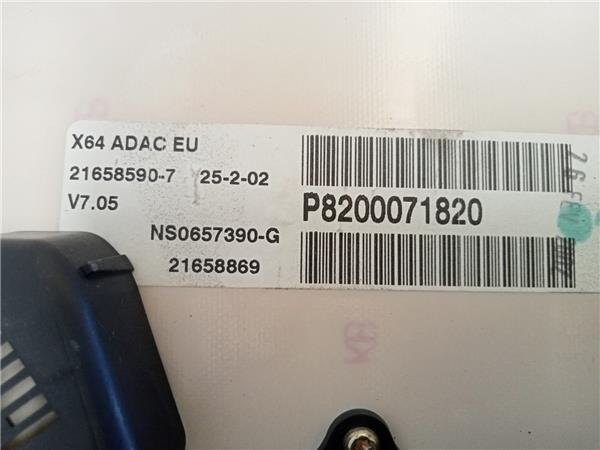 X64 ADAC EU
21658590-7 25-2-02
V7.05
P8200071820
NS0657390-G
21658869